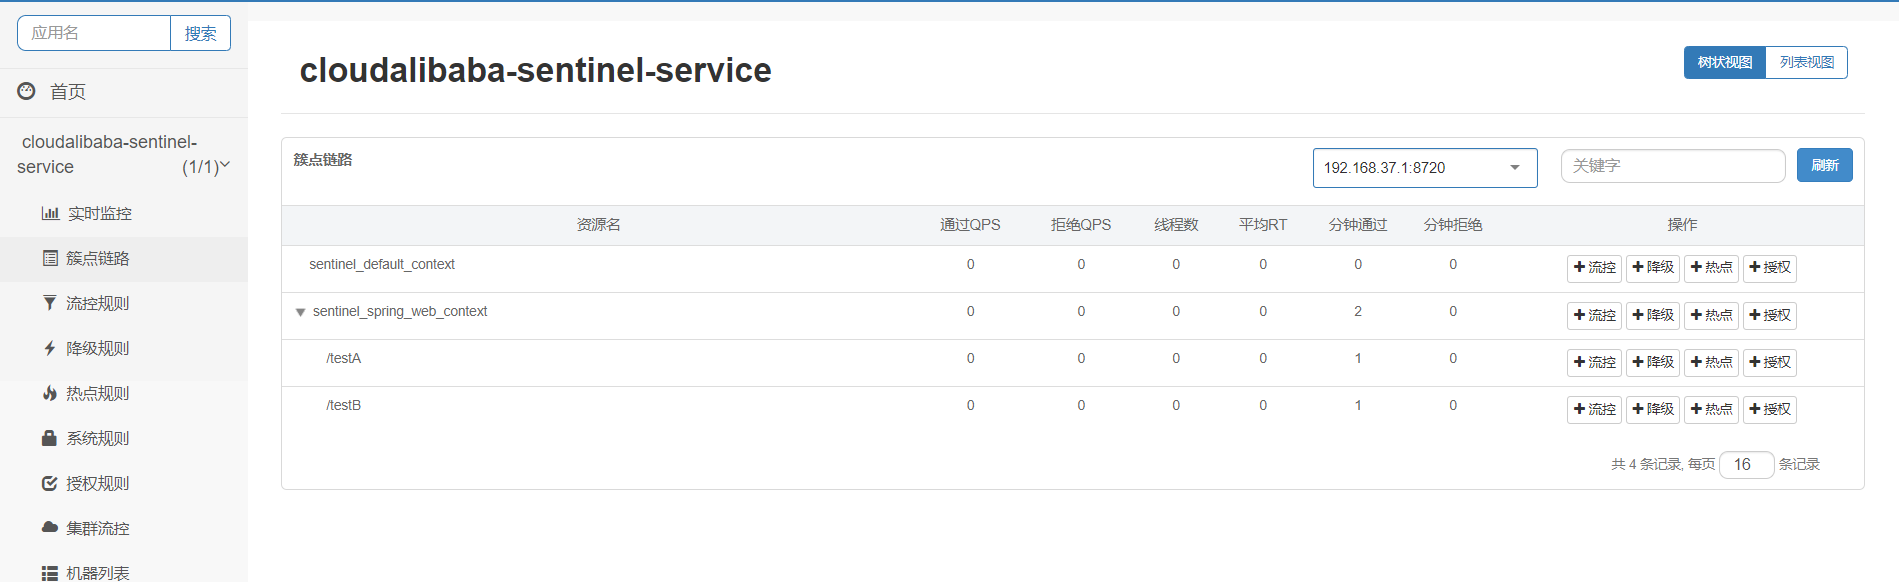 应用名 搜索
首页
cloudalibaba-sentinel-
service (1/1)
实时监控
簇点链路
流控规则
降级规则
热点规则
系统规则
授权规则
集群流控
机器列表
cloudalibaba-sentinel-service
树状视图 列表视图
簇点链路 192.168.37.1:8720 关键字 刷新
资源名 通过QPS 拒绝QPS 线程数 平均RT 分钟通过 分钟拒绝 操作
sentinel_default_context 0 0 0 0 0 0 流控 降级 热点 授权
sentinel_spring_web_context 0 0 0 0 2 0 流控 降级 热点 授权
/testA 0 0 0 0 1 0 流控 降级 热点 授权
/testB 0 0 0 0 1 0 流控 降级 热点 授权
共 4 条记录, 每页 16 条记录